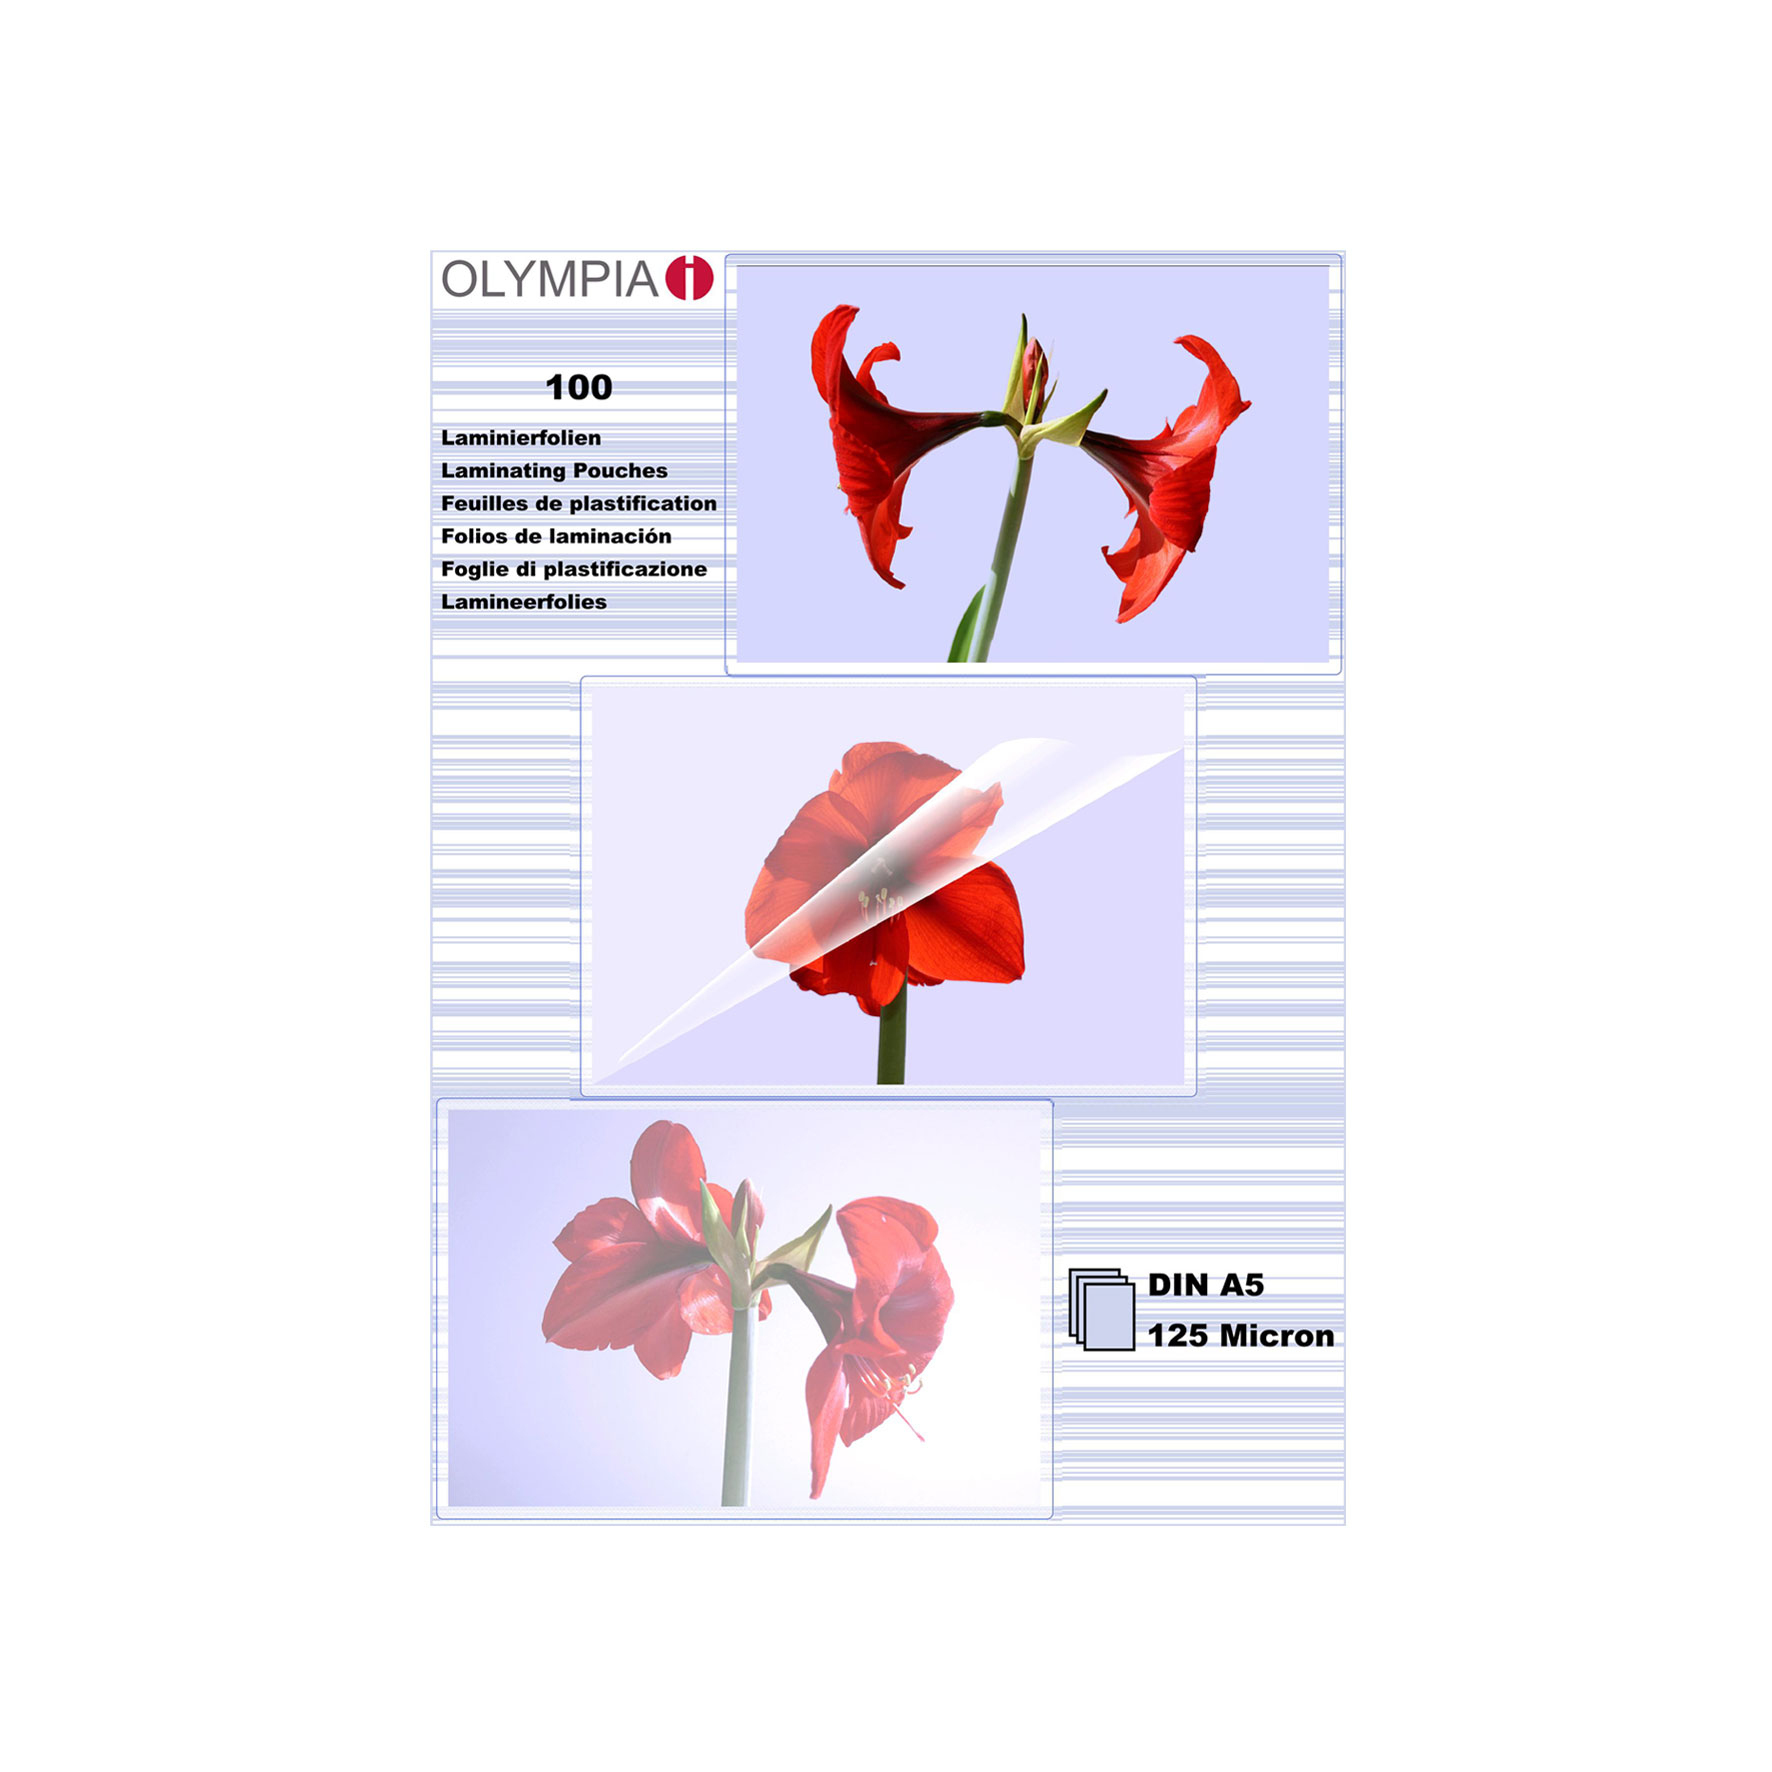 OLYMPIA
100
Laminierfolien
Laminating Pouches
Feuilles de plastification
Folios de laminación
Foglie di plastificazione
Lamineerfolies
DIN A5
125 Micron